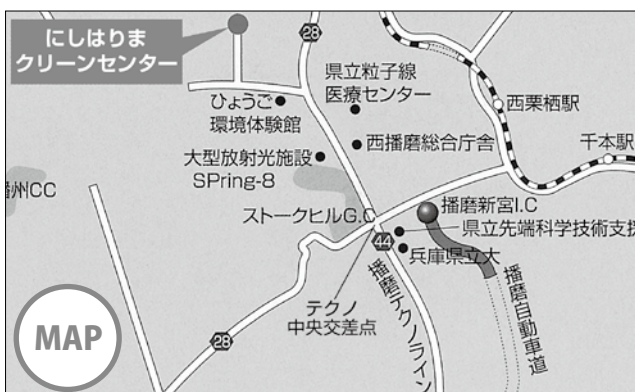 にしはりま
クリーンセンター
28
県立粒子線
医療センター
ひょうご
環境体験館
西栗栖駅
西播磨総合庁舎
千本駅
大型放射光施設
SPring-8
播州CC
播磨新宮I.C
ストークヒルG.C
県立先端科学技術支援
44
兵庫県立大
テクノ
中央交差点
播磨テクノライン
播磨自動車道
28
MAP